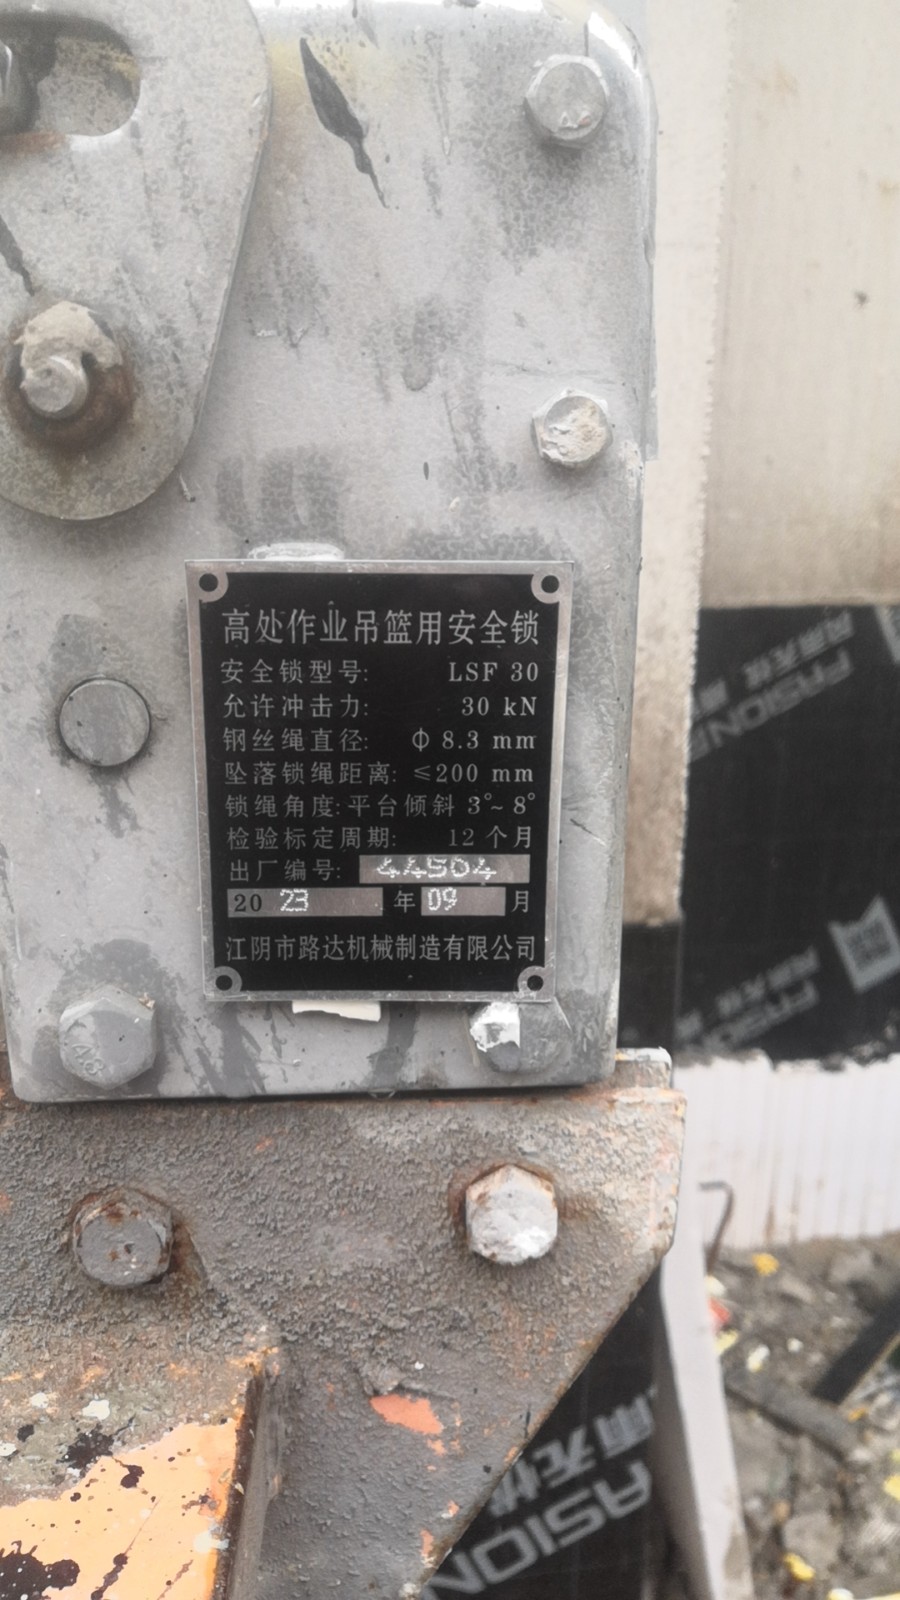 高处作业吊篮用安全锁
安全锁型号: LSF 30
允许冲击力: 30 kN
钢丝绳直径: Φ 8.3 mm
坠落锁绳距离: ≤200 mm
锁绳角度: 平台倾斜 3°~ 8°
检验标定周期: 12 个月
出厂编号: 44504
20 23 年 09 月
江阴市路达机械制造有限公司